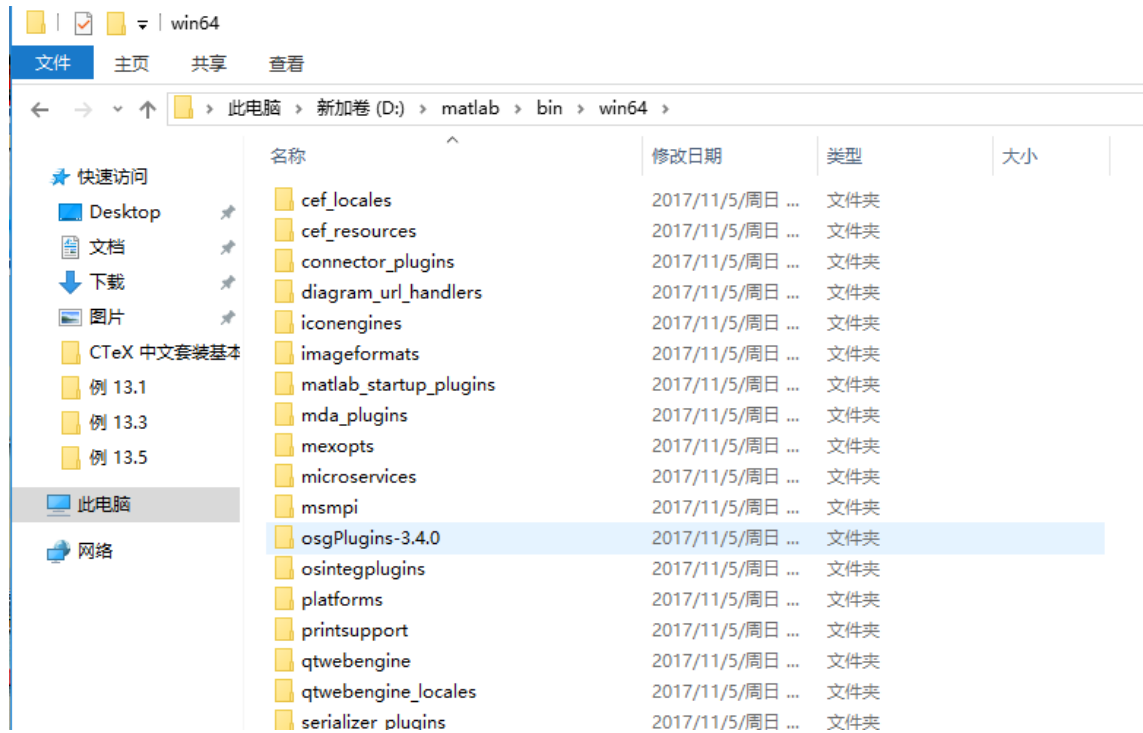 win64
文件 主页 共享 查看
此电脑 › 新加卷 (D:) › matlab › bin › win64 ›
名称 修改日期 类型 大小
快速访问
Desktop
文档
下载
图片
CTeX 中文套装基本
例 13.1
例 13.3
例 13.5
此电脑
网络
cef_locales 2017/11/5/周日 ... 文件夹
cef_resources 2017/11/5/周日 ... 文件夹
connector_plugins 2017/11/5/周日 ... 文件夹
diagram_url_handlers 2017/11/5/周日 ... 文件夹
iconengines 2017/11/5/周日 ... 文件夹
imageformats 2017/11/5/周日 ... 文件夹
matlab_startup_plugins 2017/11/5/周日 ... 文件夹
mda_plugins 2017/11/5/周日 ... 文件夹
mexopts 2017/11/5/周日 ... 文件夹
microservices 2017/11/5/周日 ... 文件夹
msmpi 2017/11/5/周日 ... 文件夹
osgPlugins-3.4.0 2017/11/5/周日 ... 文件夹
osintegplugins 2017/11/5/周日 ... 文件夹
platforms 2017/11/5/周日 ... 文件夹
printsupport 2017/11/5/周日 ... 文件夹
qtwebengine 2017/11/5/周日 ... 文件夹
qtwebengine_locales 2017/11/5/周日 ... 文件夹
serializer_plugins 2017/11/5/周日 ... 文件夹